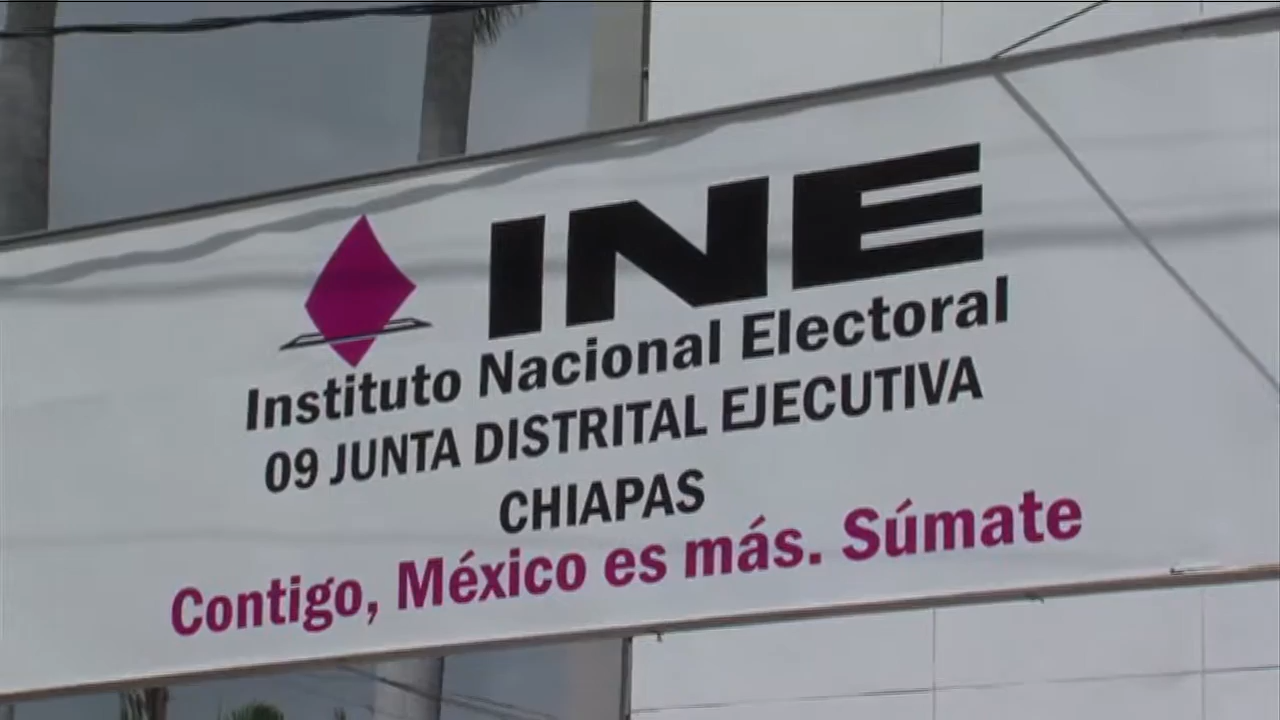 INE
Instituto Nacional Electoral
09 JUNTA DISTRITAL EJECUTIVA
CHIAPAS
Contigo, México es más. Súmate